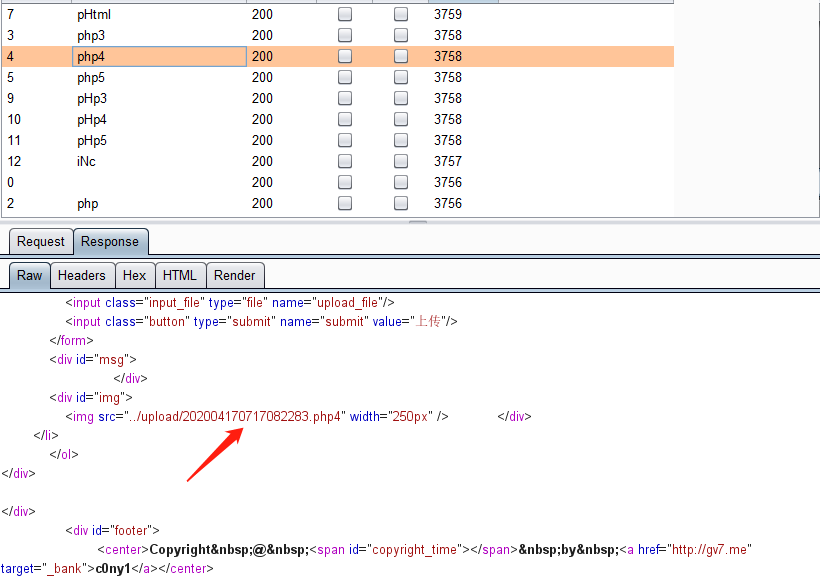 7 pHtml 200 3759
3 php3 200 3758
4 php4 200 3758
5 php5 200 3758
9 pHp3 200 3758
10 pHp4 200 3758
11 pHp5 200 3758
12 iNc 200 3757
0 200 3756
2 php 200 3756
Request Response
Raw Headers Hex HTML Render
<input class="input_file" type="file" name="upload_file"/>
<input class="button" type="submit" name="submit" value="上传"/>
</form>
<div id="msg">
</div>
<div id="img">
<img src="../upload/202004170717082283.php4" width="250px" /> </div>
</li>
</ol>
</div>
</div>
<div id="footer">
<center>Copyright&nbsp;@&nbsp;<span id="copyright_time"></span>&nbsp;by&nbsp;<a href="http://gv7.me"
target="_bank">c0ny1</a></center>